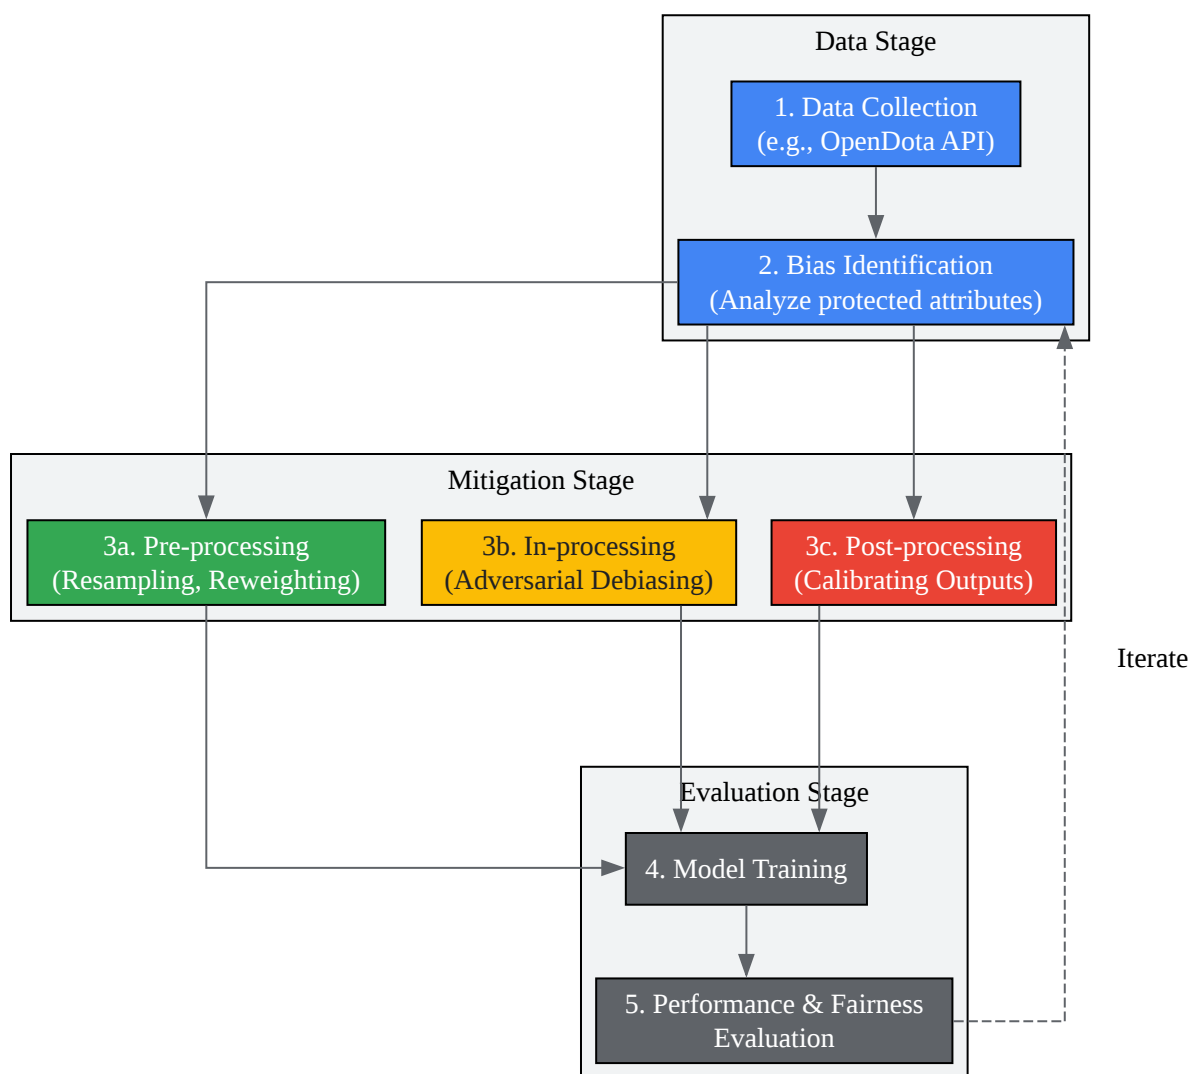 Data Stage
1. Data Collection
(e.g., OpenDota API)
2. Bias Identification
(Analyze protected attributes)
Mitigation Stage
3a. Pre-processing
(Resampling, Reweighting)
3b. In-processing
(Adversarial Debiasing)
3c. Post-processing
(Calibrating Outputs)
Iterate
Evaluation Stage
4. Model Training
5. Performance & Fairness
Evaluation